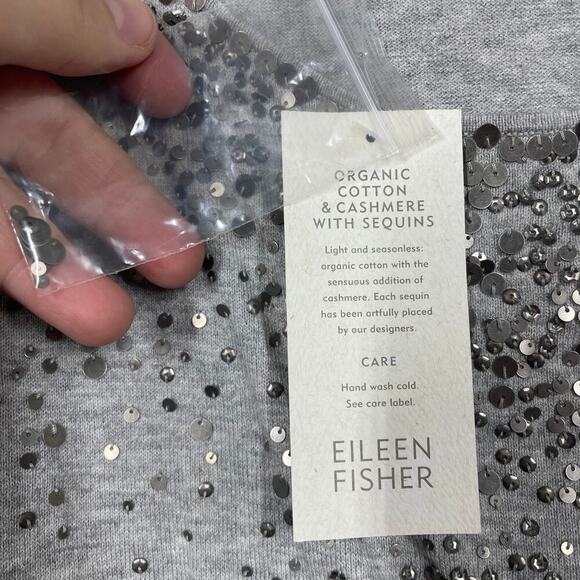 ORGANIC
COTTON
& CASHMERE
WITH SEQUINS
Light and seasonless:
organic cotton with the
sensuous addition of
cashmere. Each sequin
has been artfully placed
by our designers.
CARE
Hand wash cold.
See care label.
EILEEN
FISHER